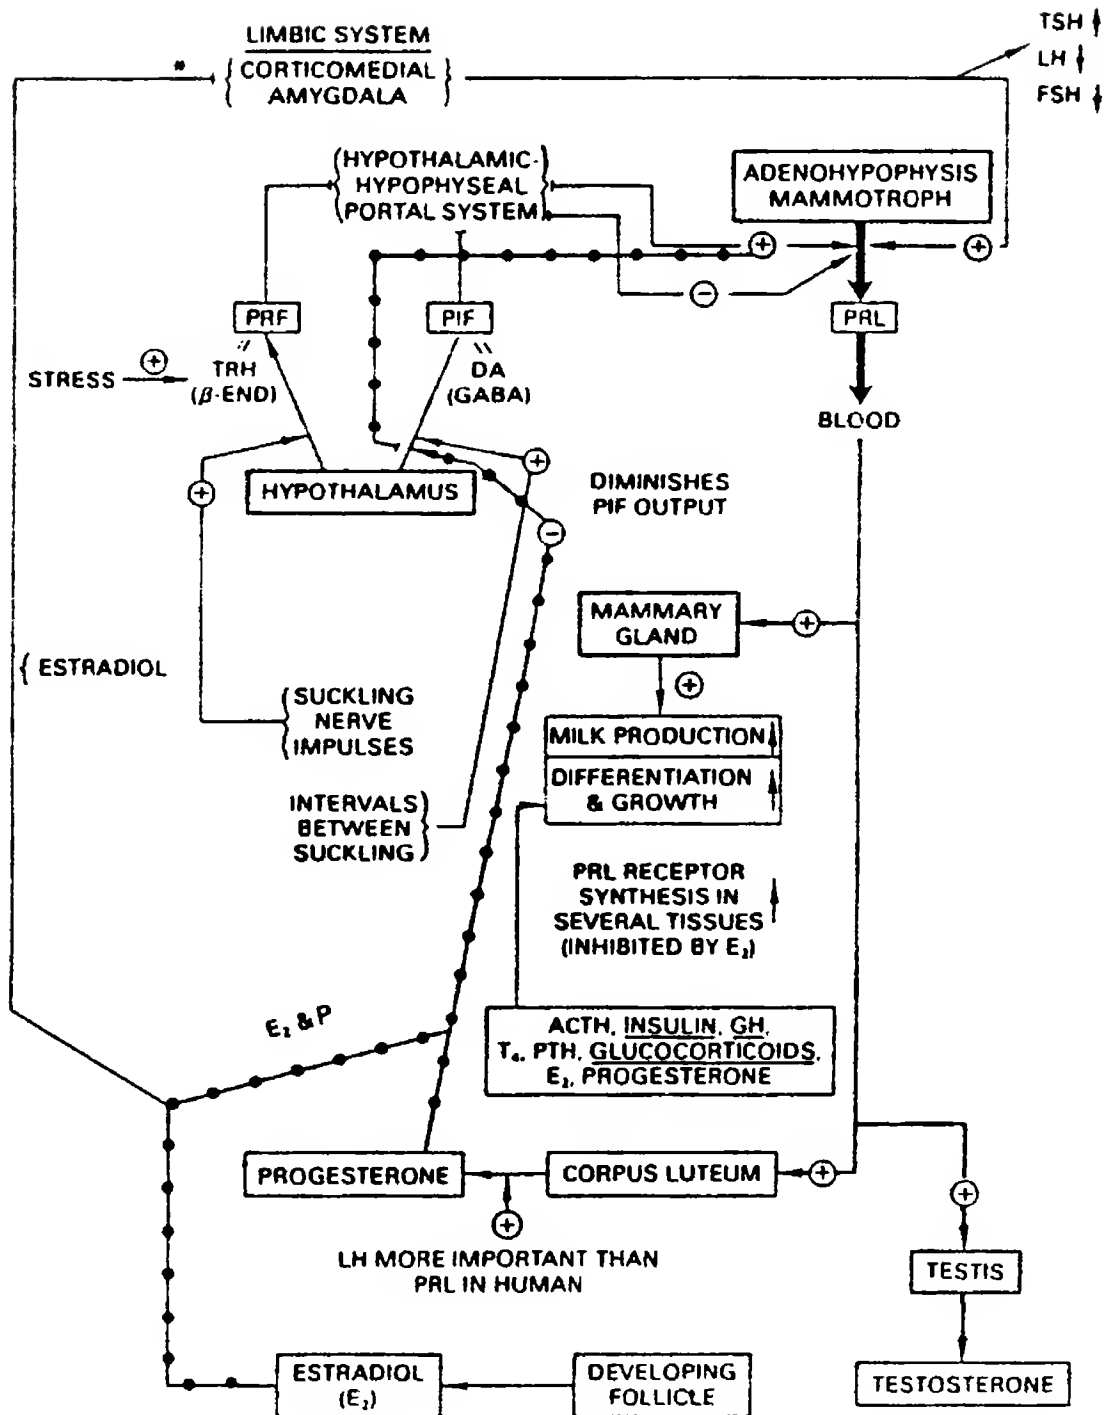 LIMBIC SYSTEM
CORTICOMEDIAL
AMYGDALA
*
TSH
LH
FSH
(HYPOTHALAMIC-
HYPOPHYSEAL
(PORTAL SYSTEM)
ADENOHYPOPHYSIS
MAMMOTROPH
+
+
−
PRF
PIF
PRL
STRESS
+
TRH
(β-END)
DA
(GABA)
BLOOD
HYPOTHALAMUS
+
+
−
DIMINISHES
PIF OUTPUT
MAMMARY
GLAND
+
+
ESTRADIOL
SUCKLING
NERVE
IMPULSES
MILK PRODUCTION
DIFFERENTIATION
& GROWTH
INTERVALS
BETWEEN
SUCKLING
PRL RECEPTOR
SYNTHESIS IN
SEVERAL TISSUES
(INHIBITED BY E₂)
E₂ & P
ACTH, INSULIN, GH,
T₄, PTH, GLUCOCORTICOIDS,
E₂, PROGESTERONE
PROGESTERONE
CORPUS LUTEUM
+
+
+
LH MORE IMPORTANT THAN
PRL IN HUMAN
TESTIS
ESTRADIOL
(E₂)
DEVELOPING
FOLLICLE
TESTOSTERONE